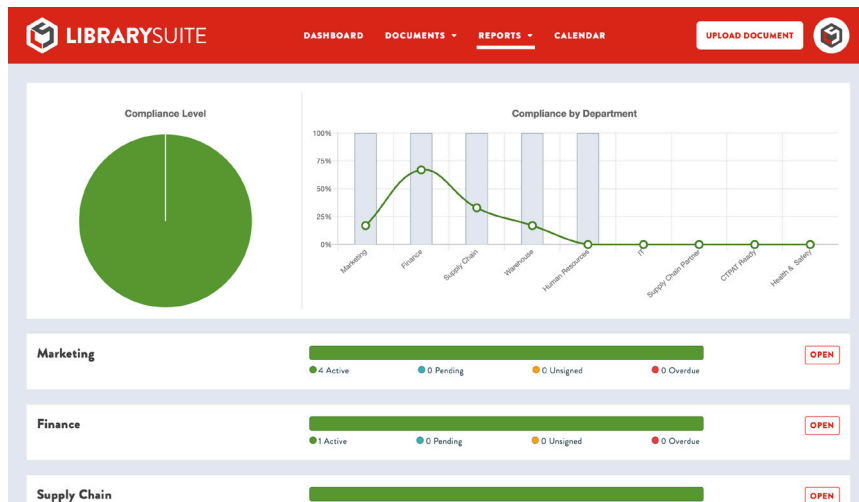 LIBRARYSUITE
DASHBOARD DOCUMENTS REPORTS CALENDAR UPLOAD DOCUMENT
Compliance Level
Compliance by Department
100%
75%
50%
25%
0%
Marketing Finance Supply Chain Warehouse Human Resources IT Supply Chain Partner CTPAT Ready Health & Safety
Marketing OPEN
4 Active 0 Pending 0 Unsigned 0 Overdue
Finance OPEN
1 Active 0 Pending 0 Unsigned 0 Overdue
Supply Chain OPEN